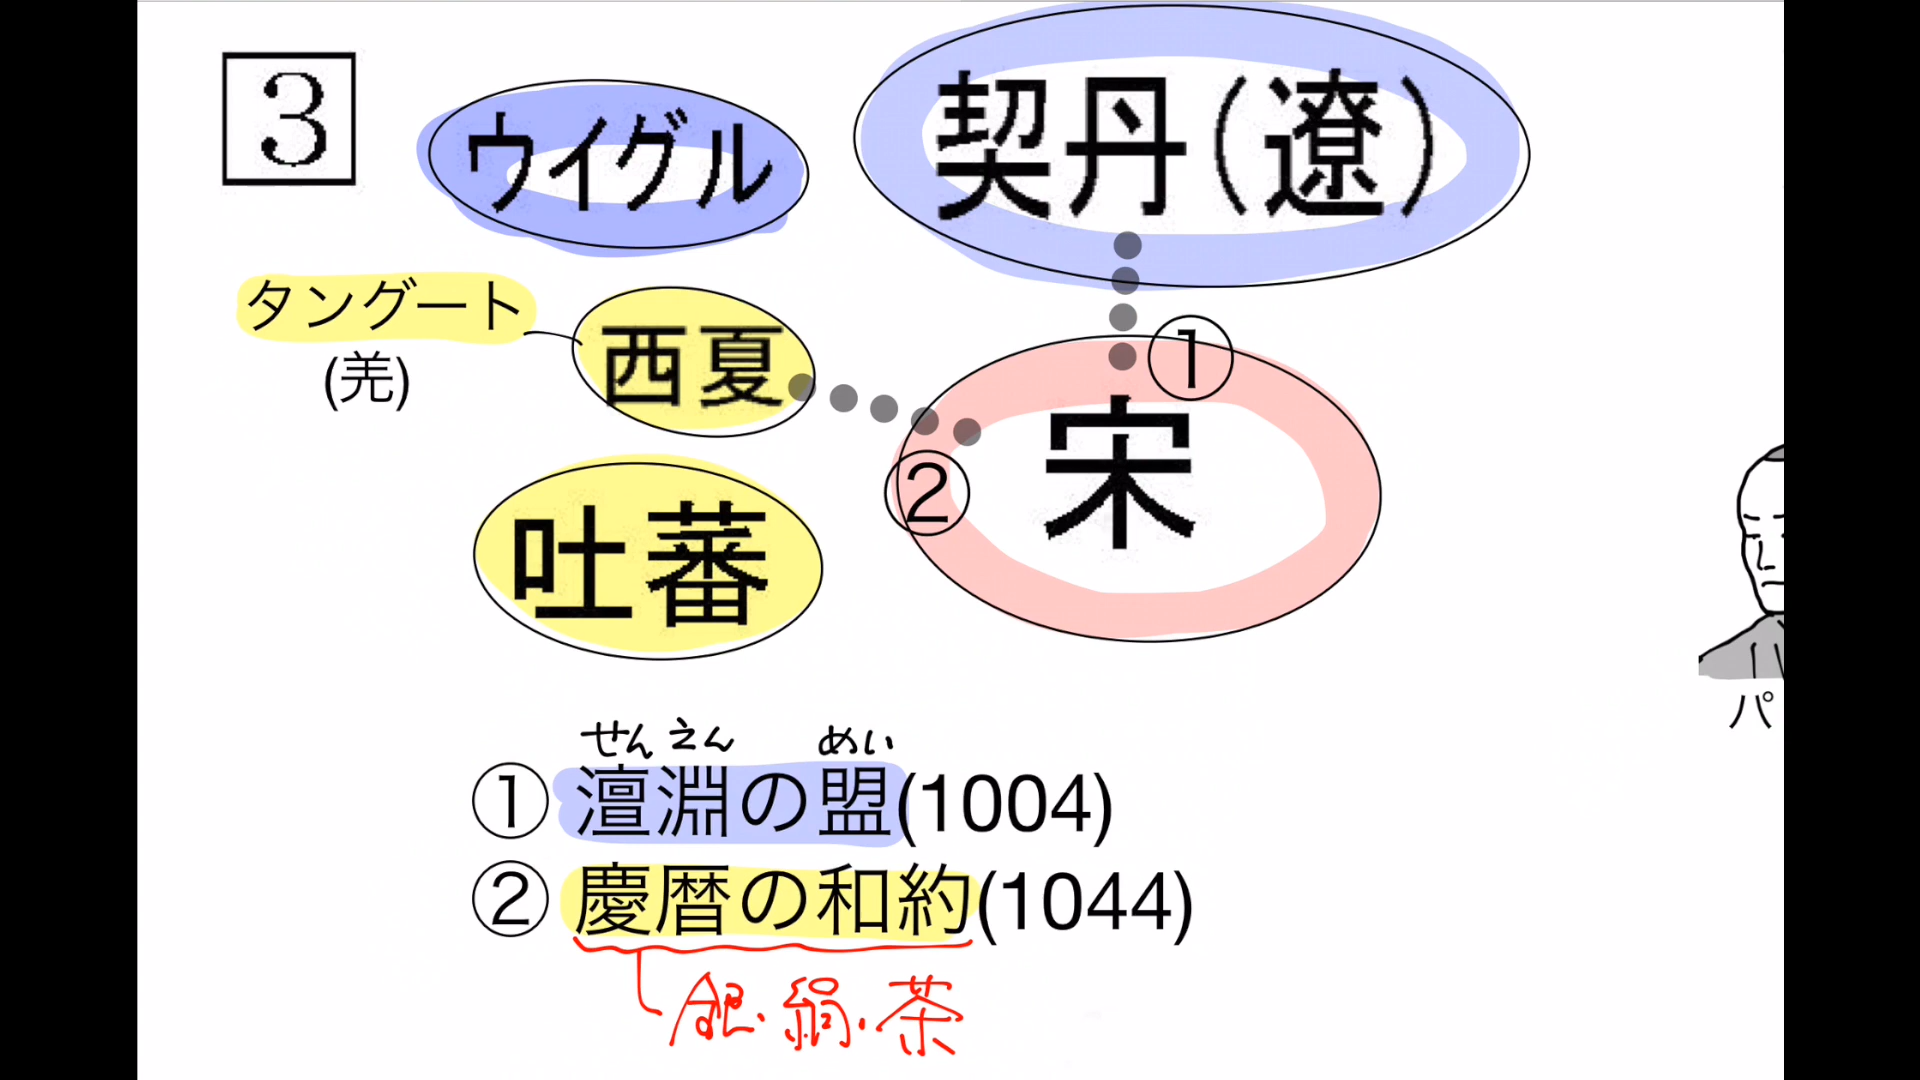 3
ウイグル
契丹(遼)
タングート
(羌)
西夏
①
宋
②
吐蕃
せんえん めい
① 澶淵の盟(1004)
② 慶暦の和約(1044)
銀・絹・茶
パ